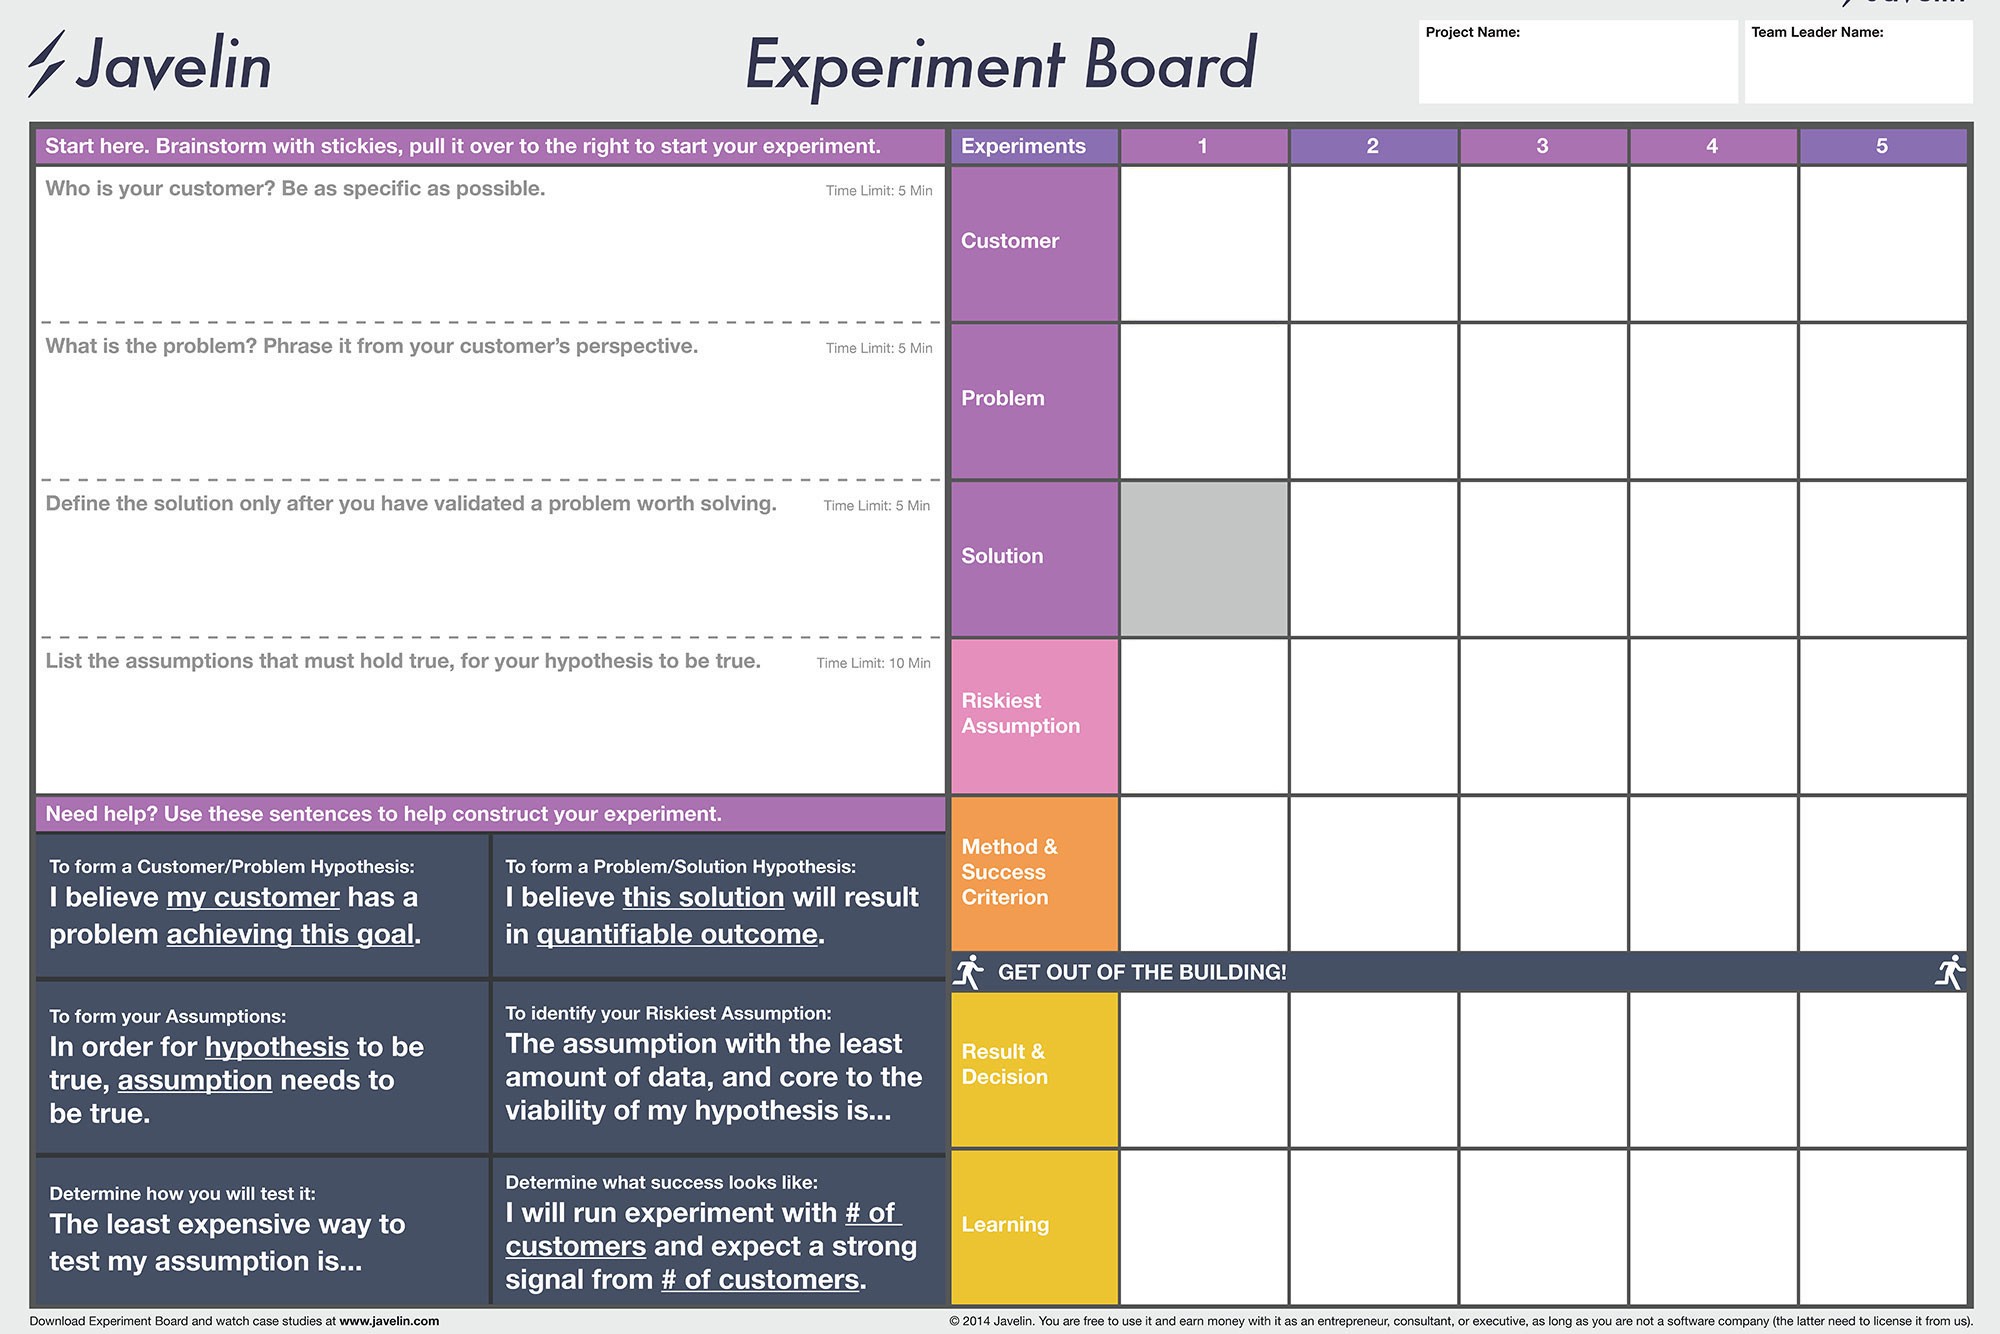 Javelin
Javelin
Experiment Board
Project Name:
Team Leader Name:
Start here. Brainstorm with stickies, pull it over to the right to start your experiment.
Who is your customer? Be as specific as possible.
Time Limit: 5 Min
What is the problem? Phrase it from your customer’s perspective.
Time Limit: 5 Min
Define the solution only after you have validated a problem worth solving.
Time Limit: 5 Min
List the assumptions that must hold true, for your hypothesis to be true.
Time Limit: 10 Min
Need help? Use these sentences to help construct your experiment.
To form a Customer/Problem Hypothesis:
I believe my customer has a
problem achieving this goal.
To form a Problem/Solution Hypothesis:
I believe this solution will result
in quantifiable outcome.
To form your Assumptions:
In order for hypothesis to be
true, assumption needs to
be true.
To identify your Riskiest Assumption:
The assumption with the least
amount of data, and core to the
viability of my hypothesis is...
Determine how you will test it:
The least expensive way to
test my assumption is...
Determine what success looks like:
I will run experiment with # of
customers and expect a strong
signal from # of customers.
Experiments 1 2 3 4 5
Customer
Problem
Solution
Riskiest
Assumption
Method &
Success
Criterion
GET OUT OF THE BUILDING!
Result &
Decision
Learning
Download Experiment Board and watch case studies at www.javelin.com
© 2014 Javelin. You are free to use it and earn money with it as an entrepreneur, consultant, or executive, as long as you are not a software company (the latter need to license it from us).